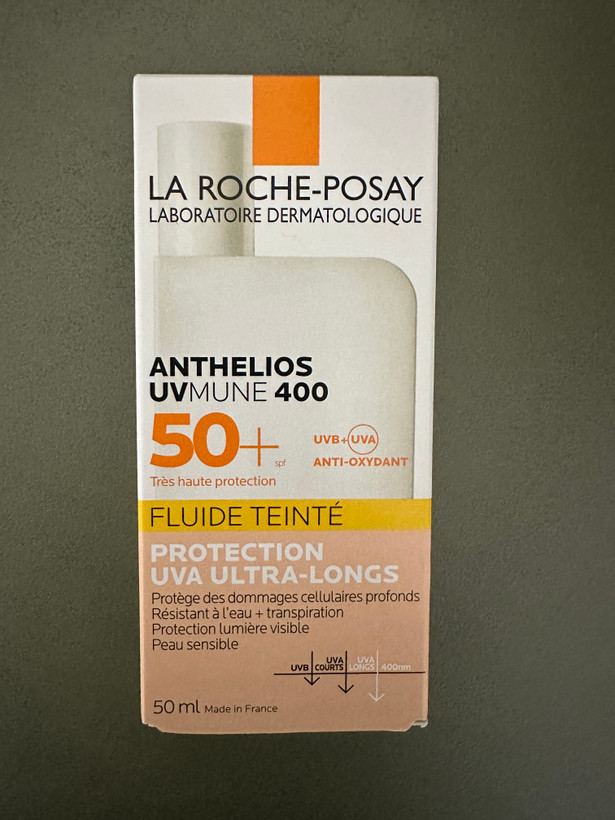 LA ROCHE-POSAY
LABORATOIRE DERMATOLOGIQUE
ANTHELIOS
UVMUNE 400
50+ spf
UVB+UVA
ANTI-OXYDANT
Très haute protection
FLUIDE TEINTÉ
PROTECTION
UVA ULTRA-LONGS
Protège des dommages cellulaires profonds
Résistant à l'eau + transpiration
Protection lumière visible
Peau sensible
UVB UVA COURTS UVA LONGS 400nm
50 ml Made in France